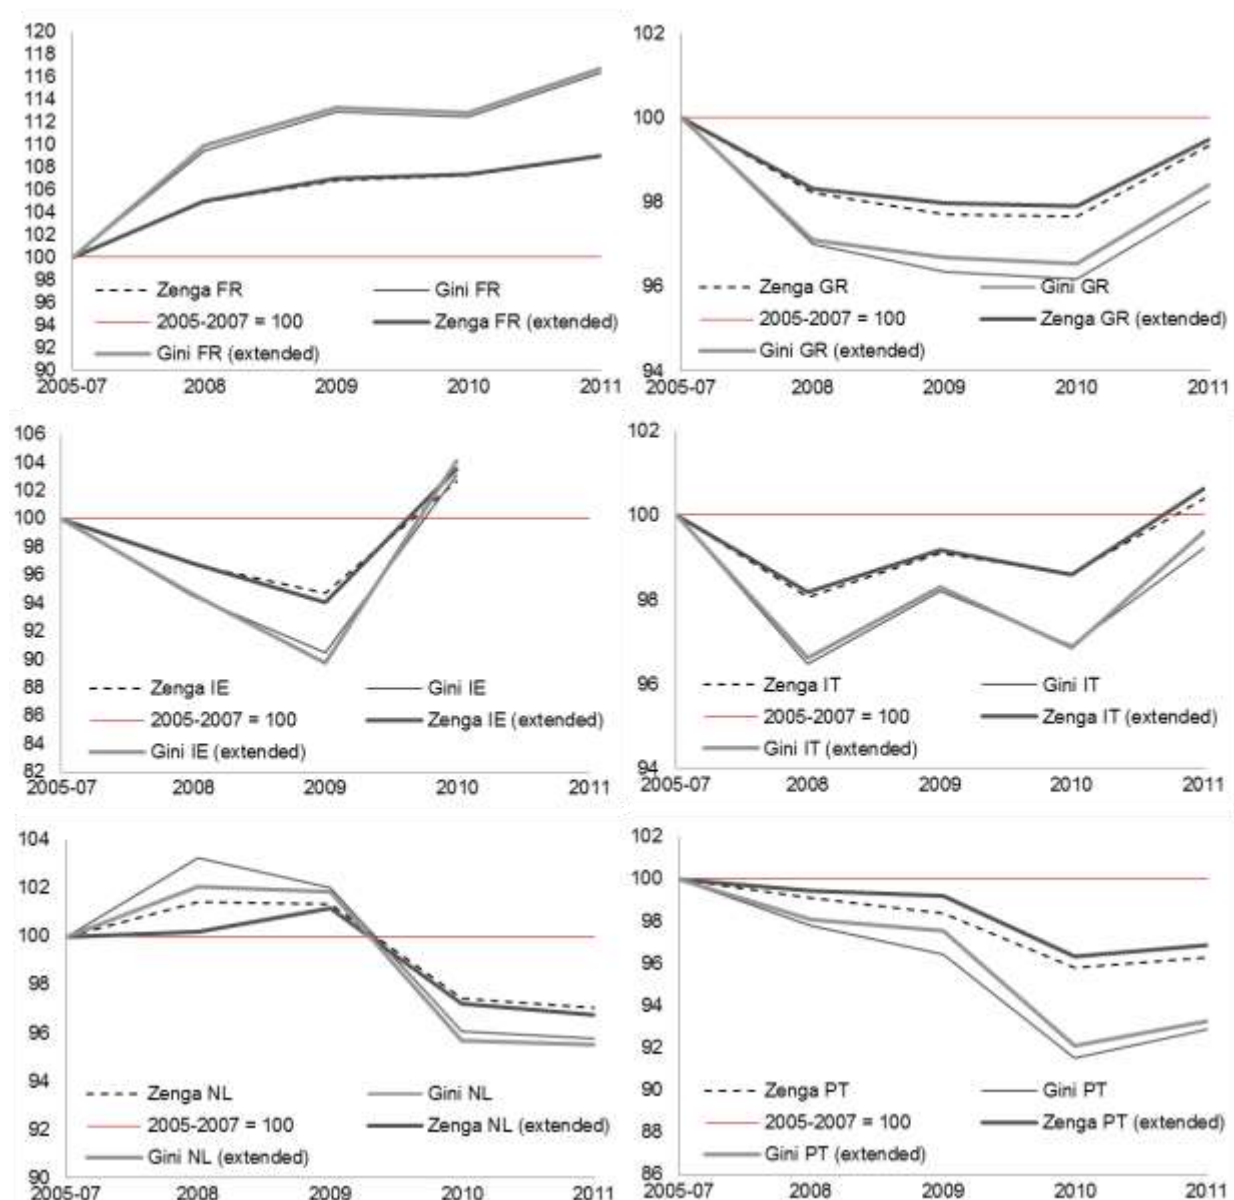 120
118
116
114
112
110
108
106
104
102
100
98
96
94
92
90
Zenga FR Gini FR
2005-2007 = 100 Zenga FR (extended)
Gini FR (extended)
2005-07 2008 2009 2010 2011
102
100
98
96
94
Zenga GR Gini GR
2005-2007 = 100 Zenga GR (extended)
Gini GR (extended)
2005-07 2008 2009 2010 2011
106
104
102
100
98
96
94
92
90
88
86
84
82
Zenga IE Gini IE
2005-2007 = 100 Zenga IE (extended)
Gini IE (extended)
2005-07 2008 2009 2010 2011
102
100
98
96
94
Zenga IT Gini IT
2005-2007 = 100 Zenga IT (extended)
Gini IT (extended)
2005-07 2008 2009 2010 2011
104
102
100
98
96
94
92
90
Zenga NL Gini NL
2005-2007 = 100 Zenga NL (extended)
Gini NL (extended)
2005-07 2008 2009 2010 2011
102
100
98
96
94
92
90
88
86
Zenga PT Gini PT
2005-2007 = 100 Zenga PT (extended)
Gini PT (extended)
2005-07 2008 2009 2010 2011